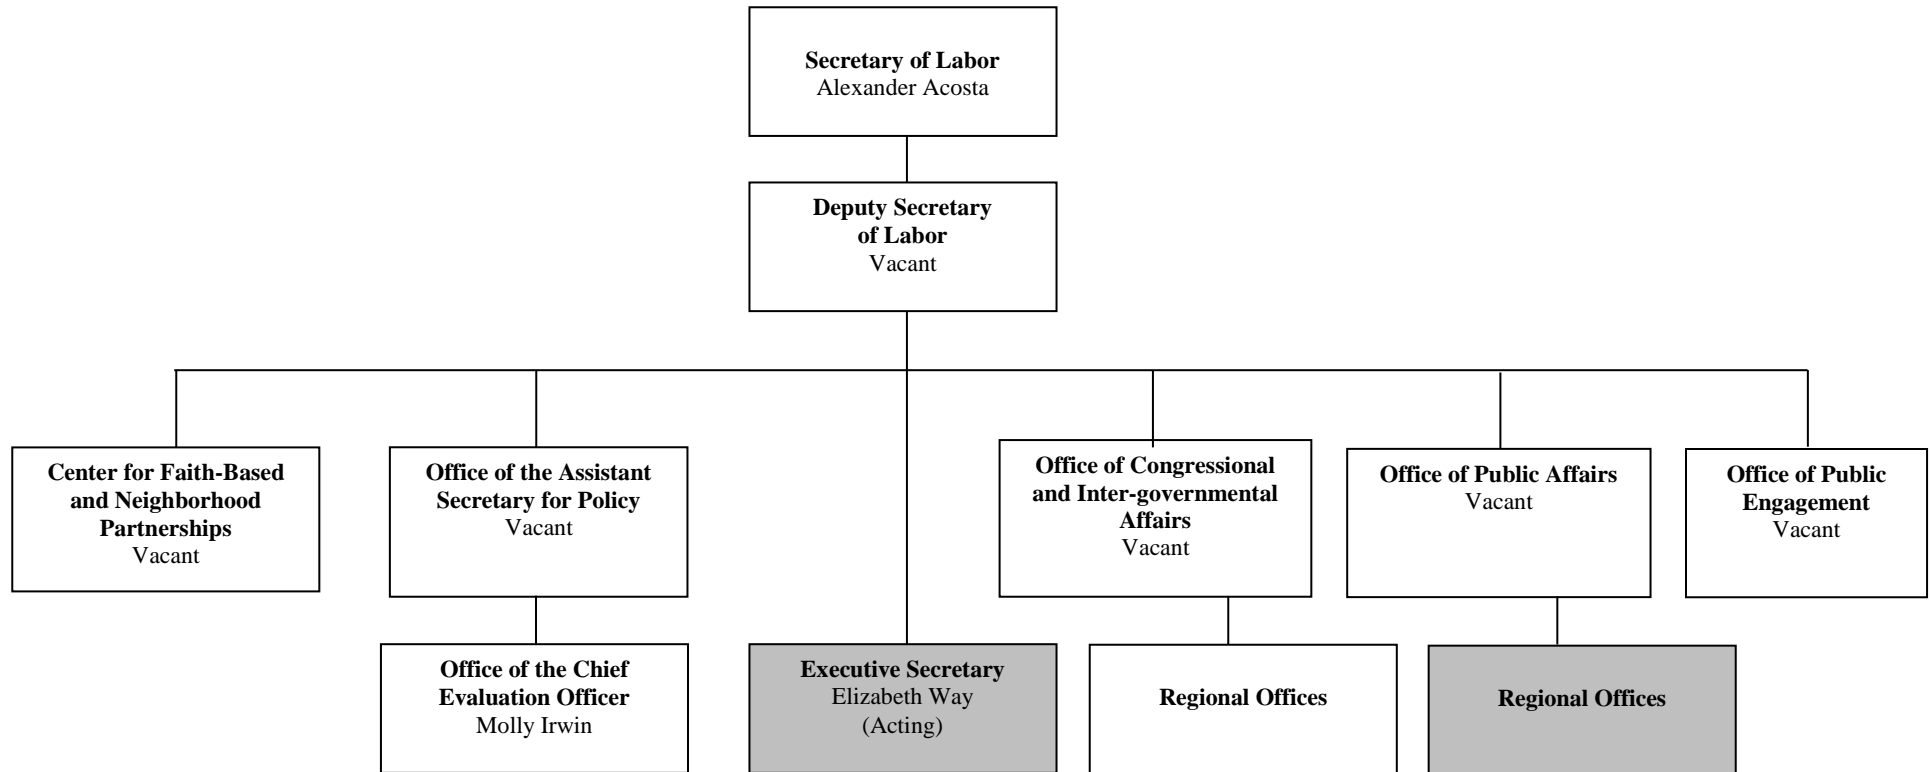 Secretary of Labor
Alexander Acosta
Deputy Secretary
of Labor
Vacant
Center for Faith-Based
and Neighborhood
Partnerships
Vacant
Office of the Assistant
Secretary for Policy
Vacant
Office of Congressional
and Inter-governmental
Affairs
Vacant
Office of Public Affairs
Vacant
Office of Public
Engagement
Vacant
Office of the Chief
Evaluation Officer
Molly Irwin
Executive Secretary
Elizabeth Way
(Acting)
Regional Offices
Regional Offices